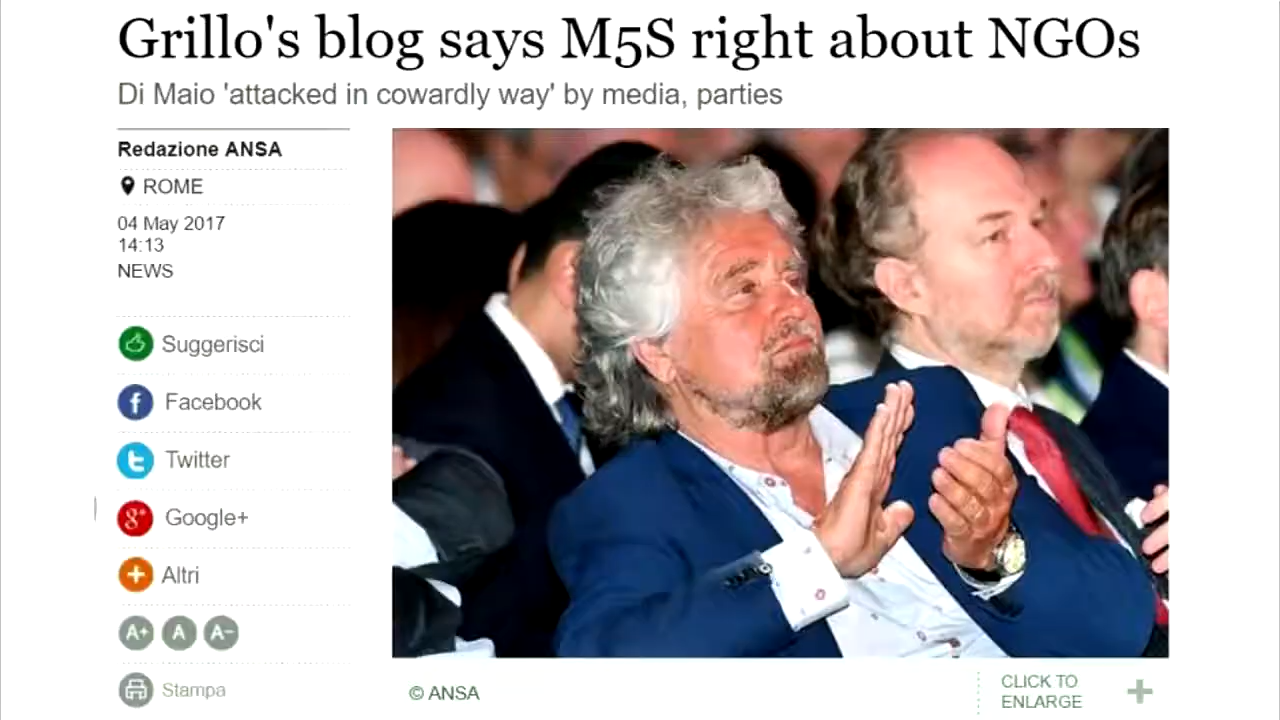 Grillo's blog says M5S right about NGOs
Di Maio 'attacked in cowardly way' by media, parties
Redazione ANSA
ROME
04 May 2017
14:13
NEWS
Suggerisci
f Facebook
t Twitter
g+ Google+
+ Altri
A+ A A-
Stampa
© ANSA
CLICK TO
ENLARGE +